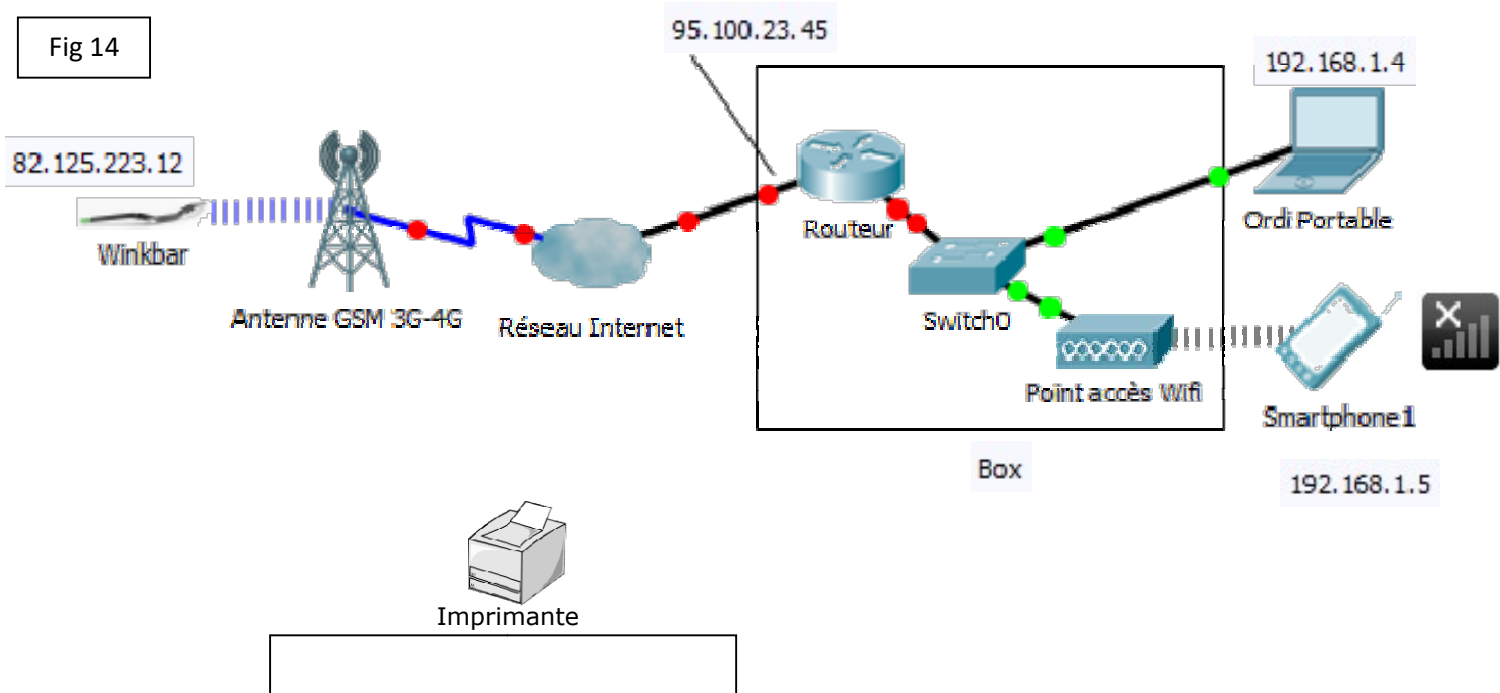 Fig 14
95.100.23.45
192.168.1.4
82.125.223.12
Winkbar
Antenne GSM 3G-4G
Réseau Internet
Routeur
Switch0
Point accès Wifi
Ordi Portable
Smartphone1
192.168.1.5
Box
Imprimante